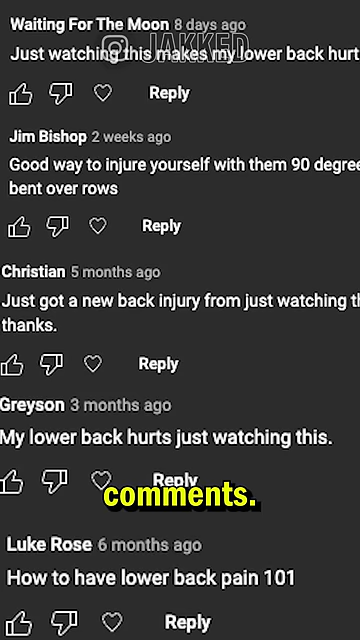 Waiting For The Moon 8 days ago
JAKKED
Just watching this makes my lower back hurt
Reply
Jim Bishop 2 weeks ago
Good way to injure yourself with them 90 degree
bent over rows
Reply
Christian 5 months ago
Just got a new back injury from just watching th
thanks.
Reply
Greyson 3 months ago
My lower back hurts just watching this.
Reply
comments.
Luke Rose 6 months ago
How to have lower back pain 101
Reply